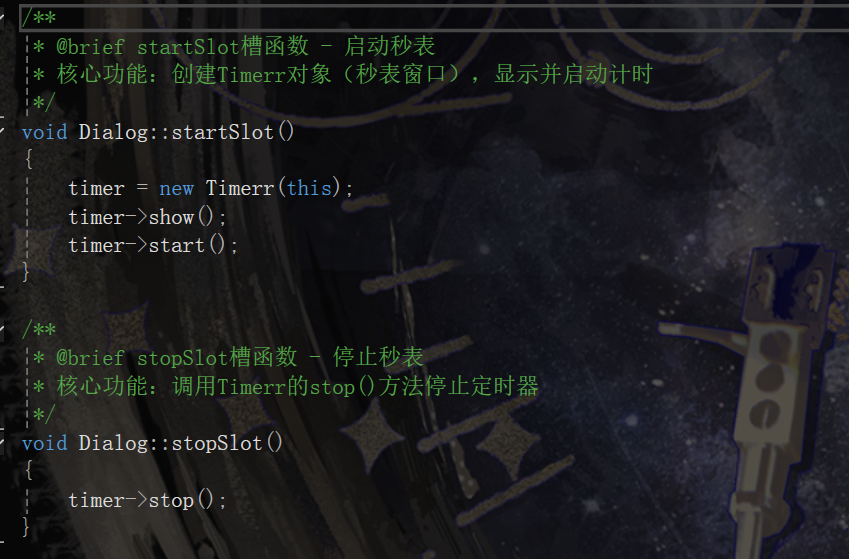 /**
* @brief startSlot槽函数 - 启动秒表
* 核心功能：创建Timerr对象（秒表窗口），显示并启动计时
*/
void Dialog::startSlot()
{
timer = new Timerr(this);
timer->show();
timer->start();
}
/**
* @brief stopSlot槽函数 - 停止秒表
* 核心功能：调用Timerr的stop()方法停止定时器
*/
void Dialog::stopSlot()
{
timer->stop();
}